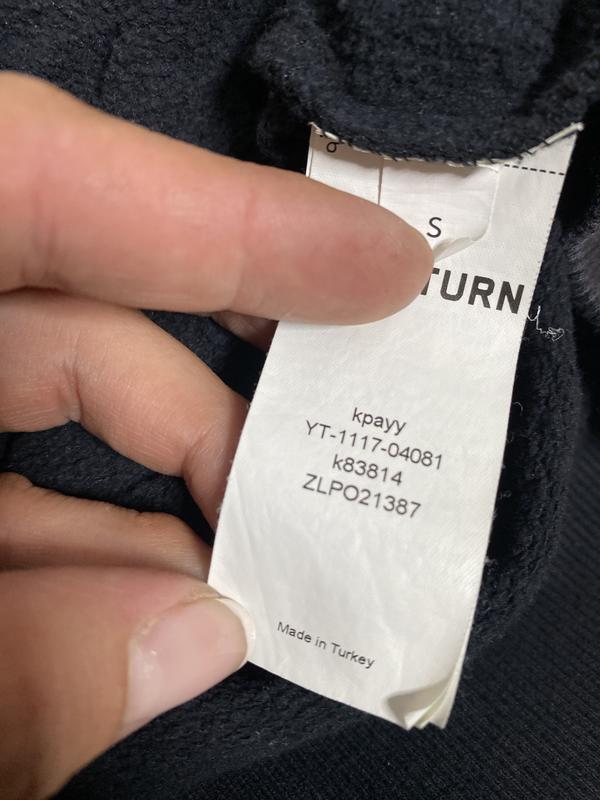 S
TURN
kpayy
YT-1117-04081
k83814
ZLPO21387
Made in Turkey